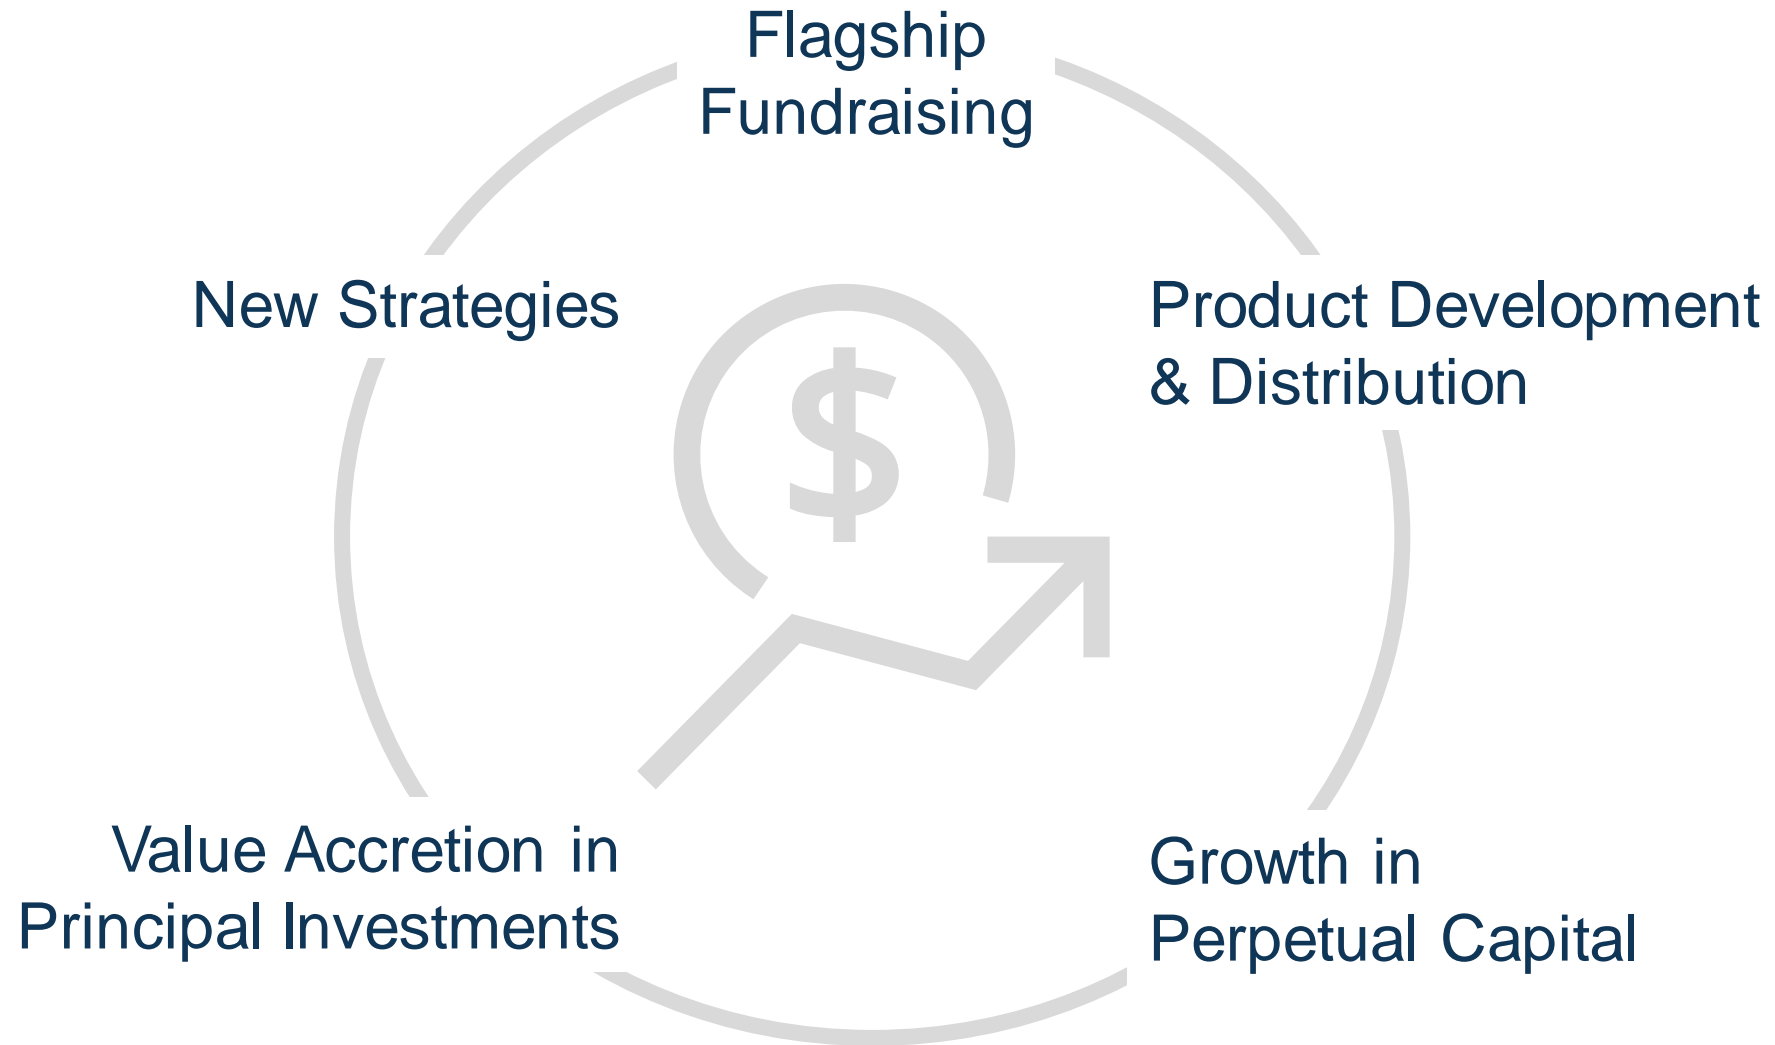 Flagship
Fundraising
New Strategies
Product Development
& Distribution
$
Value Accretion in
Principal Investments
Growth in
Perpetual Capital